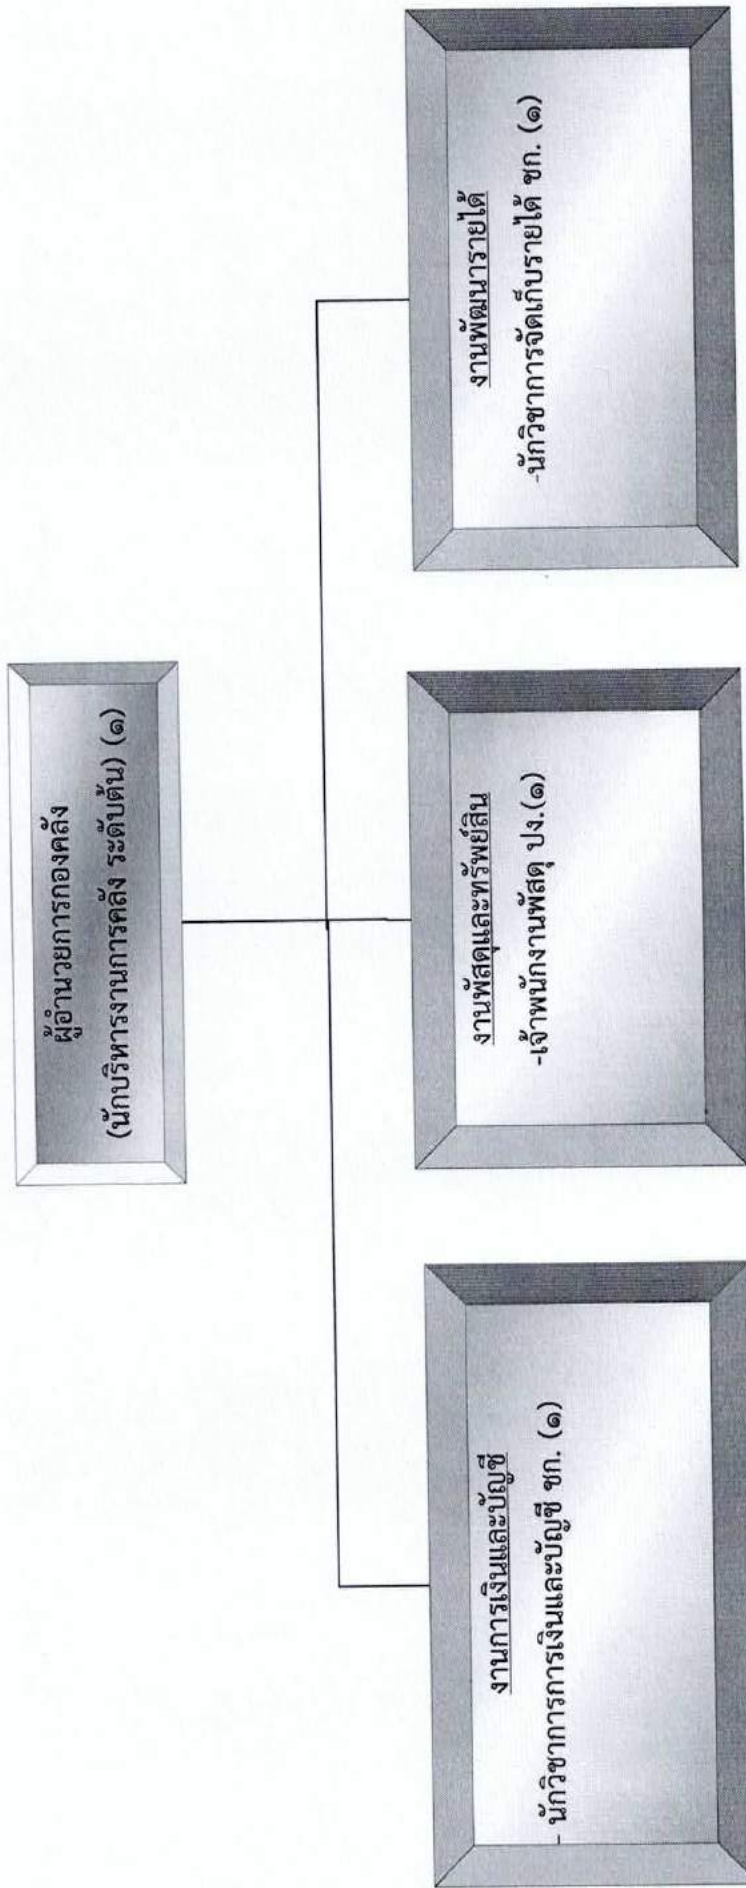 ผู้อำนวยการกองคลัง
(นักบริหารงานการคลัง ระดับต้น) (๑)
งานการเงินและบัญชี
- นักวิชาการการเงินและบัญชี ชก. (๑)
งานพัสดุและทรัพย์สิน
-เจ้าพนักงานพัสดุ ปง.(๑)
งานพัฒนารายได้
-นักวิชาการจัดเก็บรายได้ ชก. (๑)